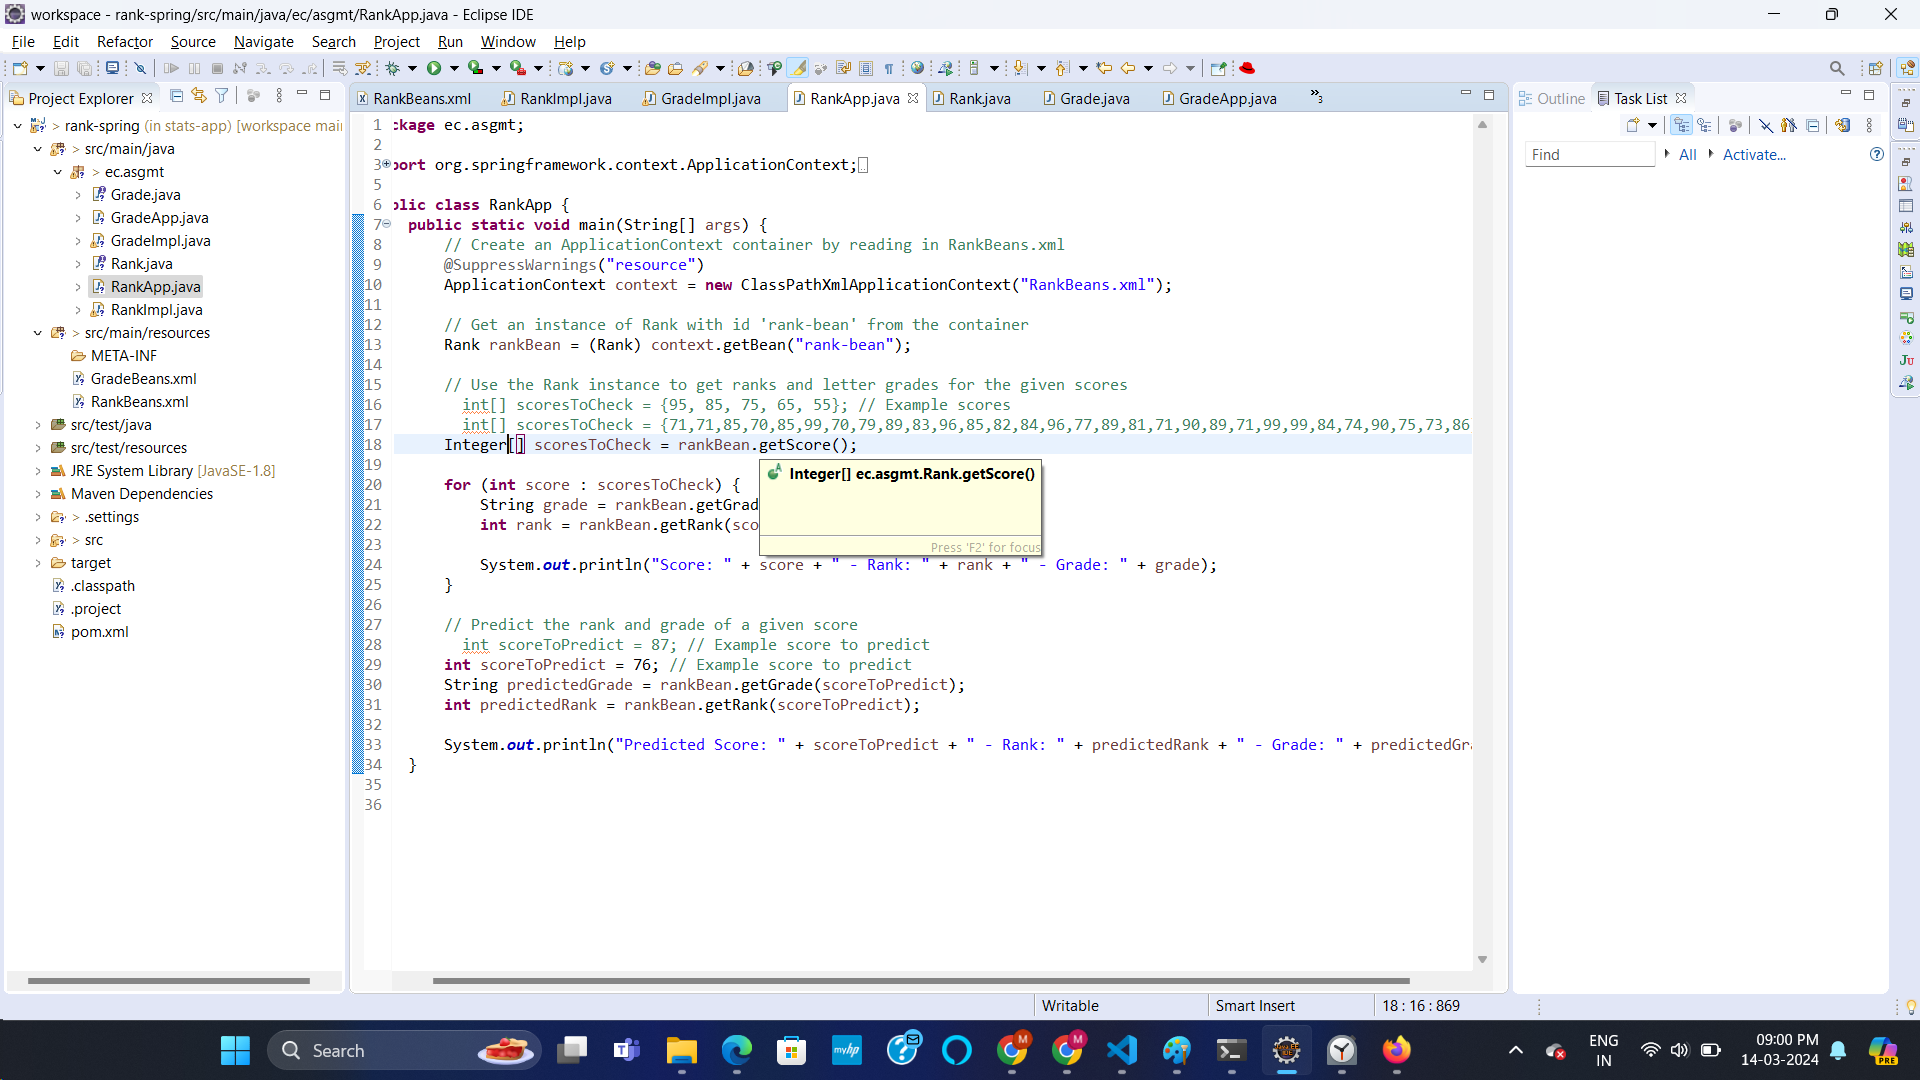 workspace - rank-spring/src/main/java/ec/asgmt/RankApp.java - Eclipse IDE
File Edit Refactor Source Navigate Search Project Run Window Help
Project Explorer
rank-spring (in stats-app) [workspace mai
src/main/java
ec.asgmt
Grade.java
GradeApp.java
GradeImpl.java
Rank.java
RankApp.java
RankImpl.java
src/main/resources
META-INF
GradeBeans.xml
RankBeans.xml
src/test/java
src/test/resources
JRE System Library [JavaSE-1.8]
Maven Dependencies
.settings
src
target
.classpath
.project
pom.xml
RankBeans.xml RankImpl.java GradeImpl.java RankApp.java Rank.java Grade.java GradeApp.java »3
1 ckage ec.asgmt;
2
3 port org.springframework.context.ApplicationContext;
5
6 blic class RankApp {
7 public static void main(String[] args) {
8 // Create an ApplicationContext container by reading in RankBeans.xml
9 @SuppressWarnings("resource")
10 ApplicationContext context = new ClassPathXmlApplicationContext("RankBeans.xml");
11
12 // Get an instance of Rank with id 'rank-bean' from the container
13 Rank rankBean = (Rank) context.getBean("rank-bean");
14
15 // Use the Rank instance to get ranks and letter grades for the given scores
16 int[] scoresToCheck = {95, 85, 75, 65, 55}; // Example scores
17 int[] scoresToCheck = {71,71,85,70,85,99,70,79,89,83,96,85,82,84,96,77,89,81,71,90,89,71,99,99,84,74,90,75,73,86
18 Integer[] scoresToCheck = rankBean.getScore();
19
20 for (int score : scoresToCheck) {
21 String grade = rankBean.getGrad
22 int rank = rankBean.getRank(sco
23
24 System.out.println("Score: " + score + " - Rank: " + rank + " - Grade: " + grade);
25 }
26
27 // Predict the rank and grade of a given score
28 int scoreToPredict = 87; // Example score to predict
29 int scoreToPredict = 76; // Example score to predict
30 String predictedGrade = rankBean.getGrade(scoreToPredict);
31 int predictedRank = rankBean.getRank(scoreToPredict);
32
33 System.out.println("Predicted Score: " + scoreToPredict + " - Rank: " + predictedRank + " - Grade: " + predictedGr
34 }
35
36
Integer[] ec.asgmt.Rank.getScore()
Press 'F2' for focus
Outline Task List
Find All Activate...
Writable Smart Insert 18 : 16 : 869
Search
ENG
IN
09:00 PM
14-03-2024